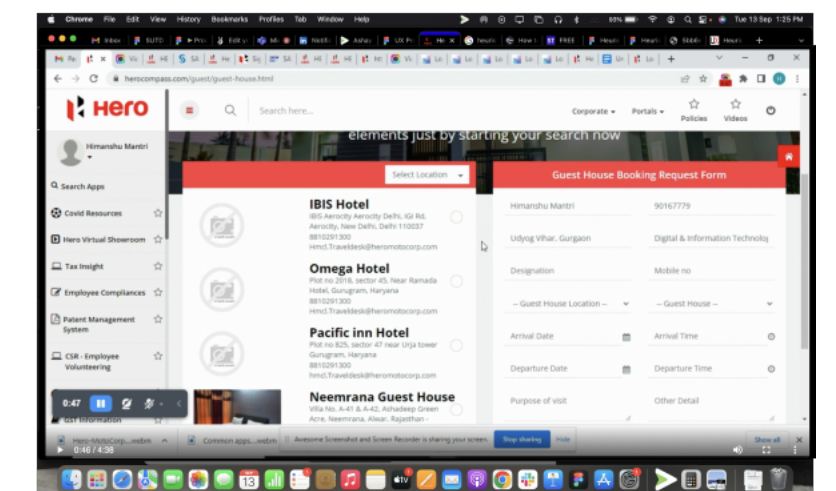 Chrome File Edit View History Bookmarks Profiles Tab Window Help
Tue 13 Sep 1:25 PM
herocompass.com/guest/guest-house.html
Hero
Search here...
Corporate
Portals
Policies
Videos
elements just by starting your search now
Himanshu Mantri
Search Apps
Covid Resources
Hero Virtual Showroom
Tax Insight
Employee Compliances
Patent Management
System
CSR - Employee
Volunteering
GST Information
Select Location
IBIS Hotel
IBIS Aerocity Aerocity Delhi, IGI Rd,
Aerocity, New Delhi, Delhi 110037
8810291300
Hmcl.Traveldesk@heromotocorp.com
Omega Hotel
Plot no 2018, sector 45, Near Ramada
Hotel, Gurugram, Haryana
8810291300
Hmcl.Traveldesk@heromotocorp.com
Pacific inn Hotel
Plot no 825, sector 47 near Urja tower
Gurugram, Haryana
8810291300
hmcl.Traveldesk@heromotocorp.com
Neemrana Guest House
Villa No. A-41 & A-42, Ashadeep Green
Acre, Neemrana, Alwar, Rajasthan -
Guest House Booking Request Form
Himanshu Mantri
90167779
Udyog Vihar, Gurgaon
Digital & Information Technolog
Designation
Mobile no
-- Guest House Location --
-- Guest House --
Arrival Date
Arrival Time
Departure Date
Departure Time
Purpose of visit
Other Detail
0:47
Hero-MotoCorp....webm
Common apps....webm
Awesome Screenshot and Screen Recorder is sharing your screen.
Stop sharing
Hide
Show all
0:46 / 4:38